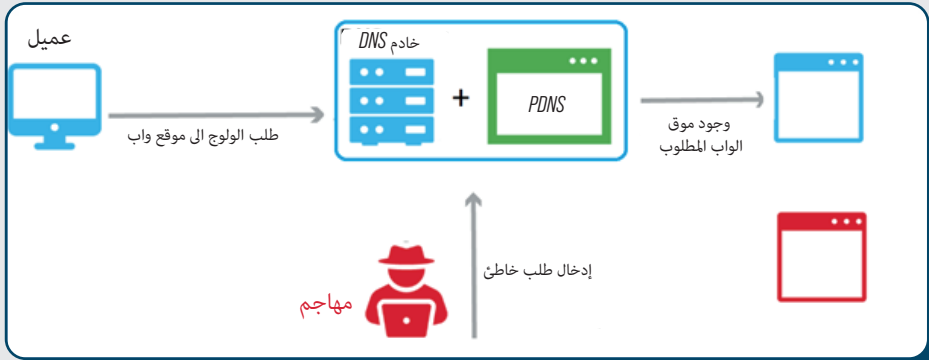 عميل
خادم DNS
PDNS
+
طلب الولوج الى موقع واب
وجود موق
الواب المطلوب
إدخال طلب خاطئ
مهاجم